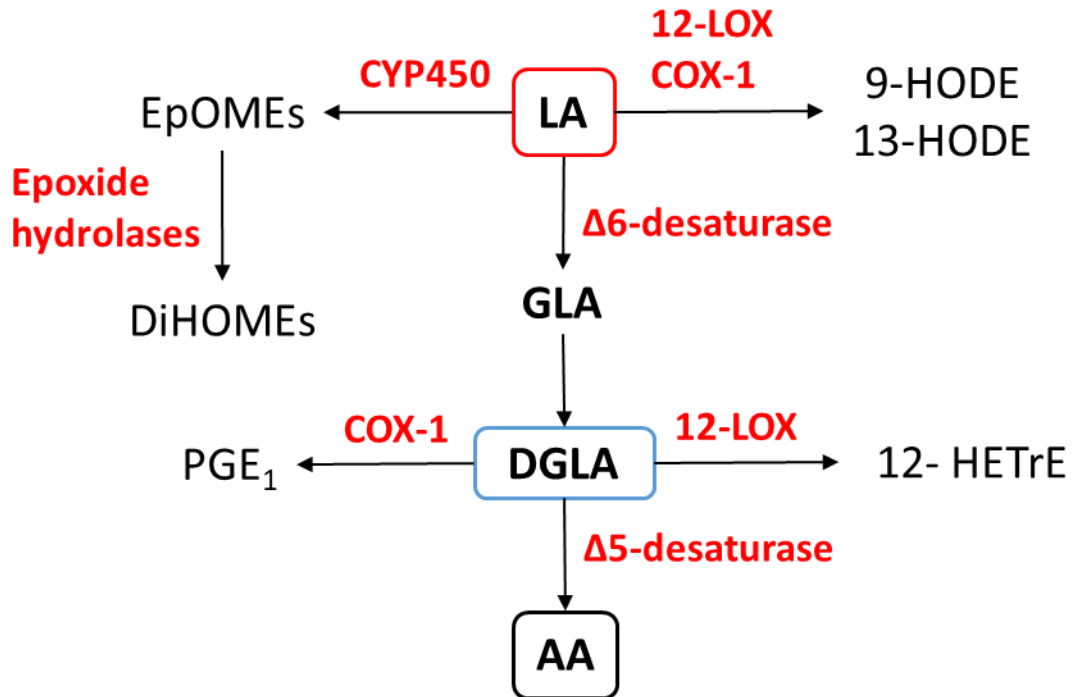 12-LOX
CYP450
COX-1
EpOMEs
LA
9-HODE
13-HODE
Epoxide
hydrolases
Δ6-desaturase
DiHOMEs
GLA
COX-1
12-LOX
PGE₁
DGLA
12- HETrE
Δ5-desaturase
AA